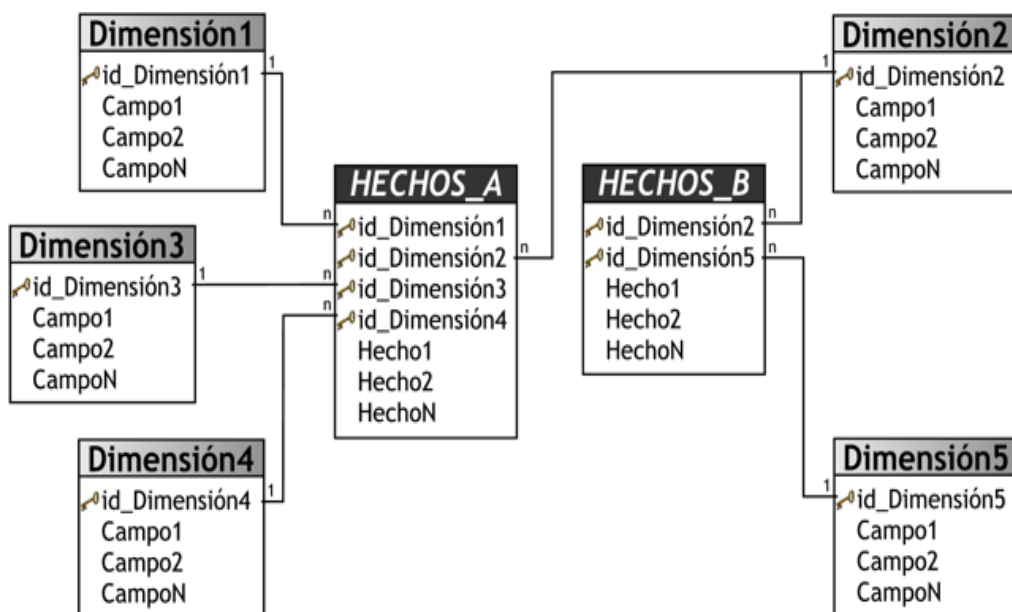 Dimensión1
1
id_Dimensión1
Campo1
Campo2
CampoN
Dimensión3
1
id_Dimensión3
Campo1
Campo2
CampoN
Dimensión4
1
id_Dimensión4
Campo1
Campo2
CampoN
HECHOS_A
n
id_Dimensión1
id_Dimensión2
n
n
id_Dimensión3
n
id_Dimensión4
Hecho1
Hecho2
HechoN
HECHOS_B
id_Dimensión2
n
id_Dimensión5
n
Hecho1
Hecho2
HechoN
Dimensión2
1
id_Dimensión2
Campo1
Campo2
CampoN
Dimensión5
1
id_Dimensión5
Campo1
Campo2
CampoN